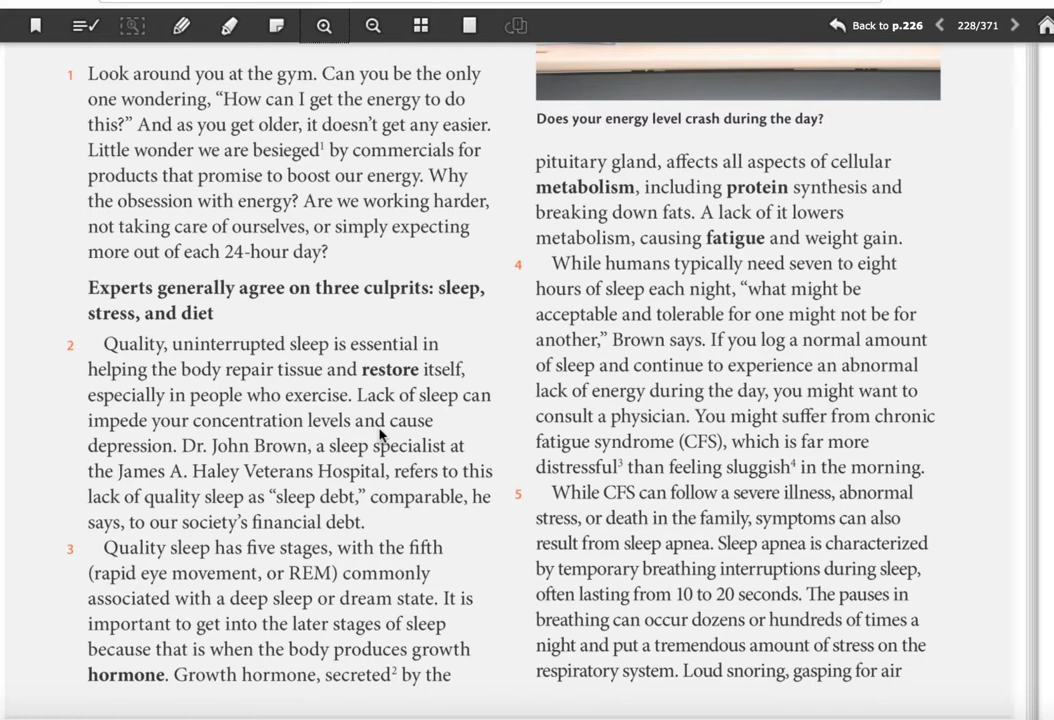 Back to p.226 228/371
1 Look around you at the gym. Can you be the only
one wondering, “How can I get the energy to do
this?” And as you get older, it doesn’t get any easier.
Little wonder we are besieged¹ by commercials for
products that promise to boost our energy. Why
the obsession with energy? Are we working harder,
not taking care of ourselves, or simply expecting
more out of each 24-hour day?
Experts generally agree on three culprits: sleep,
stress, and diet
2 Quality, uninterrupted sleep is essential in
helping the body repair tissue and restore itself,
especially in people who exercise. Lack of sleep can
impede your concentration levels and cause
depression. Dr. John Brown, a sleep specialist at
the James A. Haley Veterans Hospital, refers to this
lack of quality sleep as “sleep debt,” comparable, he
says, to our society’s financial debt.
3 Quality sleep has five stages, with the fifth
(rapid eye movement, or REM) commonly
associated with a deep sleep or dream state. It is
important to get into the later stages of sleep
because that is when the body produces growth
hormone. Growth hormone, secreted² by the
Does your energy level crash during the day?
pituitary gland, affects all aspects of cellular
metabolism, including protein synthesis and
breaking down fats. A lack of it lowers
metabolism, causing fatigue and weight gain.
4 While humans typically need seven to eight
hours of sleep each night, “what might be
acceptable and tolerable for one might not be for
another,” Brown says. If you log a normal amount
of sleep and continue to experience an abnormal
lack of energy during the day, you might want to
consult a physician. You might suffer from chronic
fatigue syndrome (CFS), which is far more
distressful³ than feeling sluggish⁴ in the morning.
5 While CFS can follow a severe illness, abnormal
stress, or death in the family, symptoms can also
result from sleep apnea. Sleep apnea is characterized
by temporary breathing interruptions during sleep,
often lasting from 10 to 20 seconds. The pauses in
breathing can occur dozens or hundreds of times a
night and put a tremendous amount of stress on the
respiratory system. Loud snoring, gasping for air